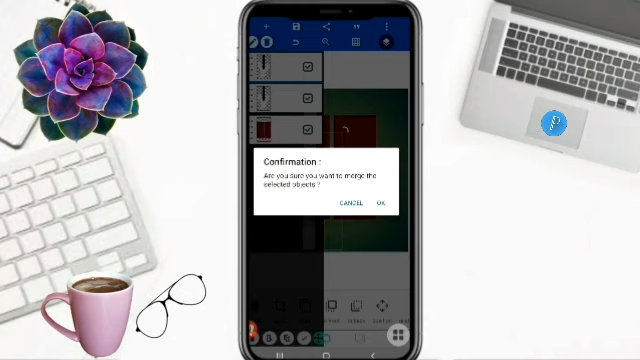 Confirmation :
Are you sure you want to merge the
selected objects ?
CANCEL
OK